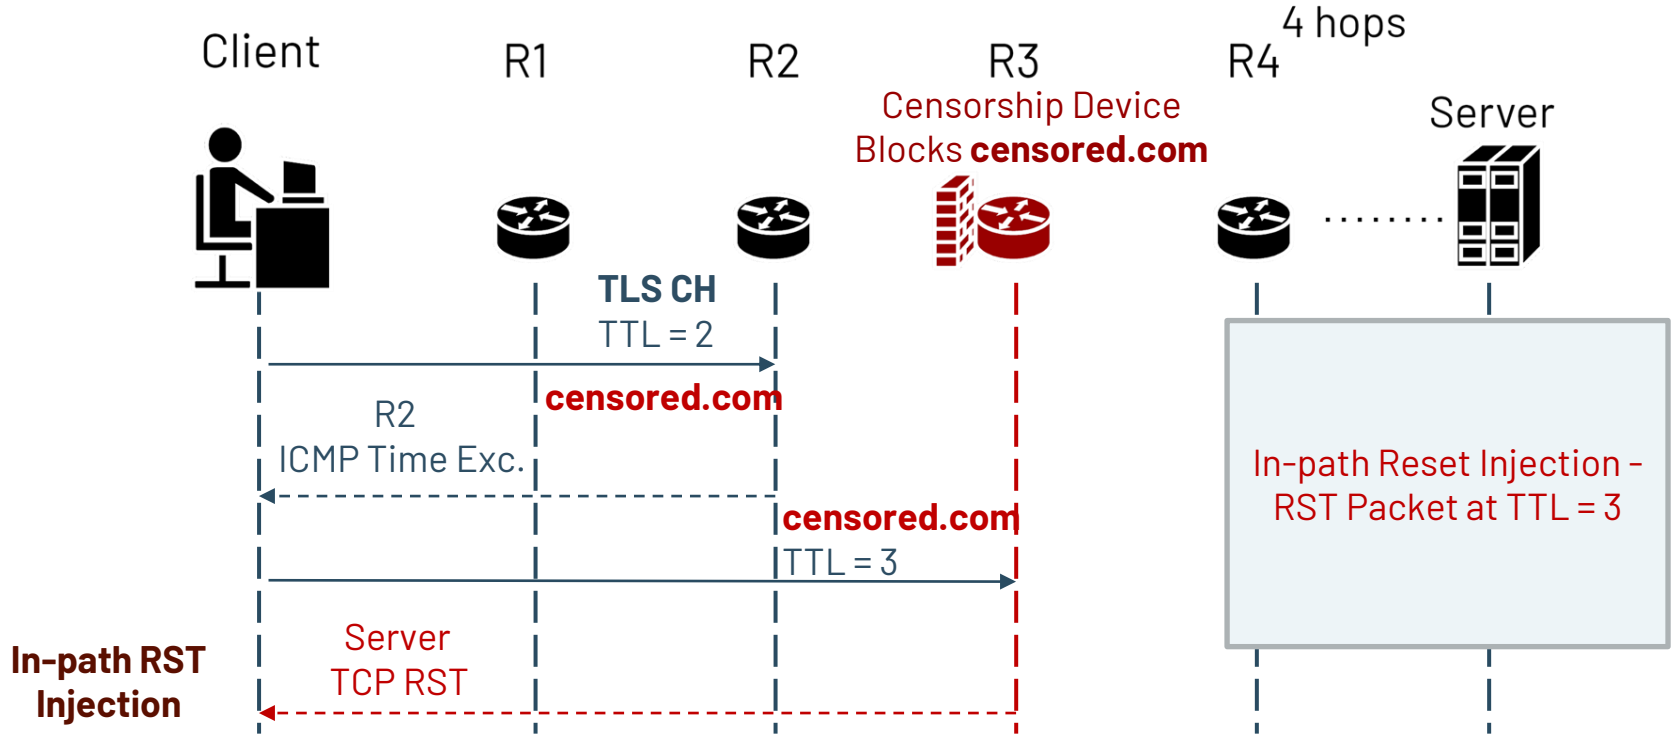 4 hops
Client
R1
R2
R3
R4
Censorship Device
Blocks censored.com
Server
TLS CH
TTL = 2
censored.com
R2
ICMP Time Exc.
censored.com
TTL = 3
In-path Reset Injection -
RST Packet at TTL = 3
Server
TCP RST
In-path RST
Injection